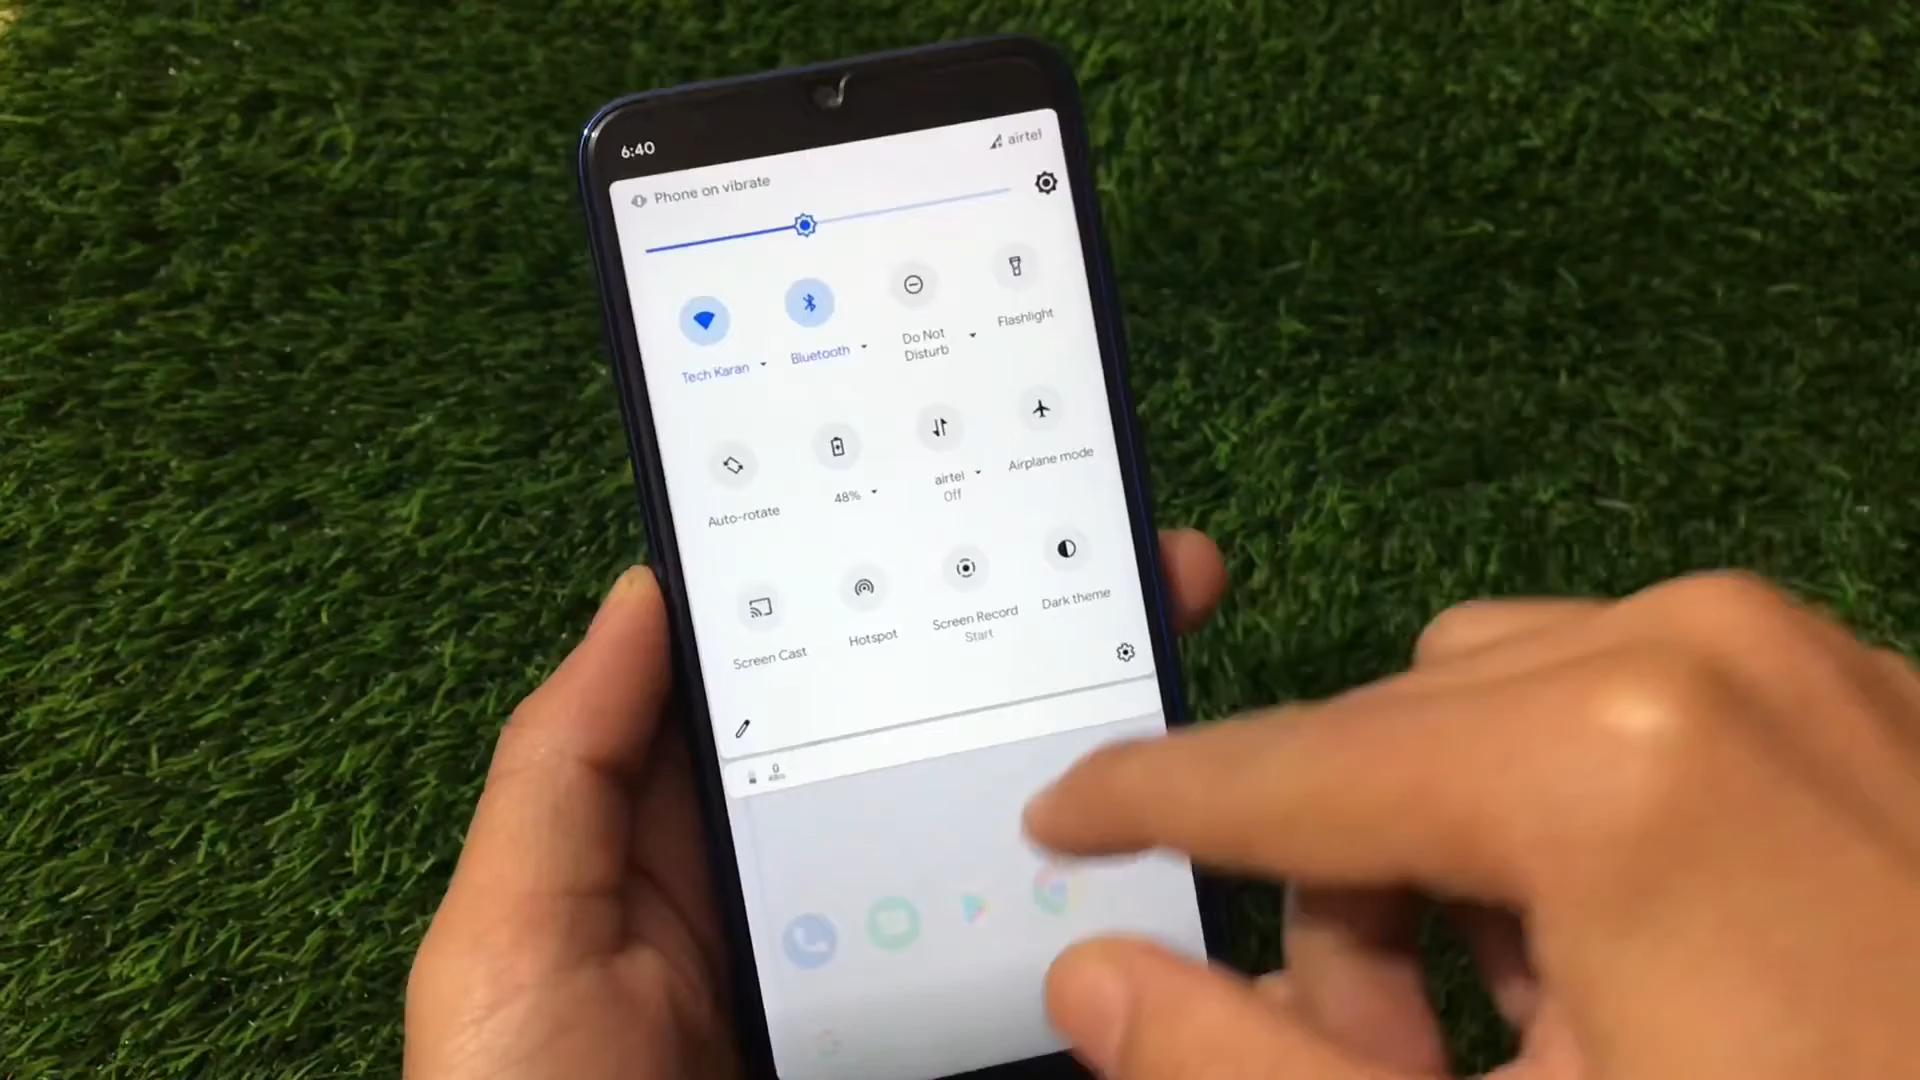 6:40
airtel
Phone on vibrate
Tech Karan
Bluetooth
Do Not
Disturb
Flashlight
Auto-rotate
48%
airtel
Off
Airplane mode
Screen Cast
Hotspot
Screen Record
Start
Dark theme
0